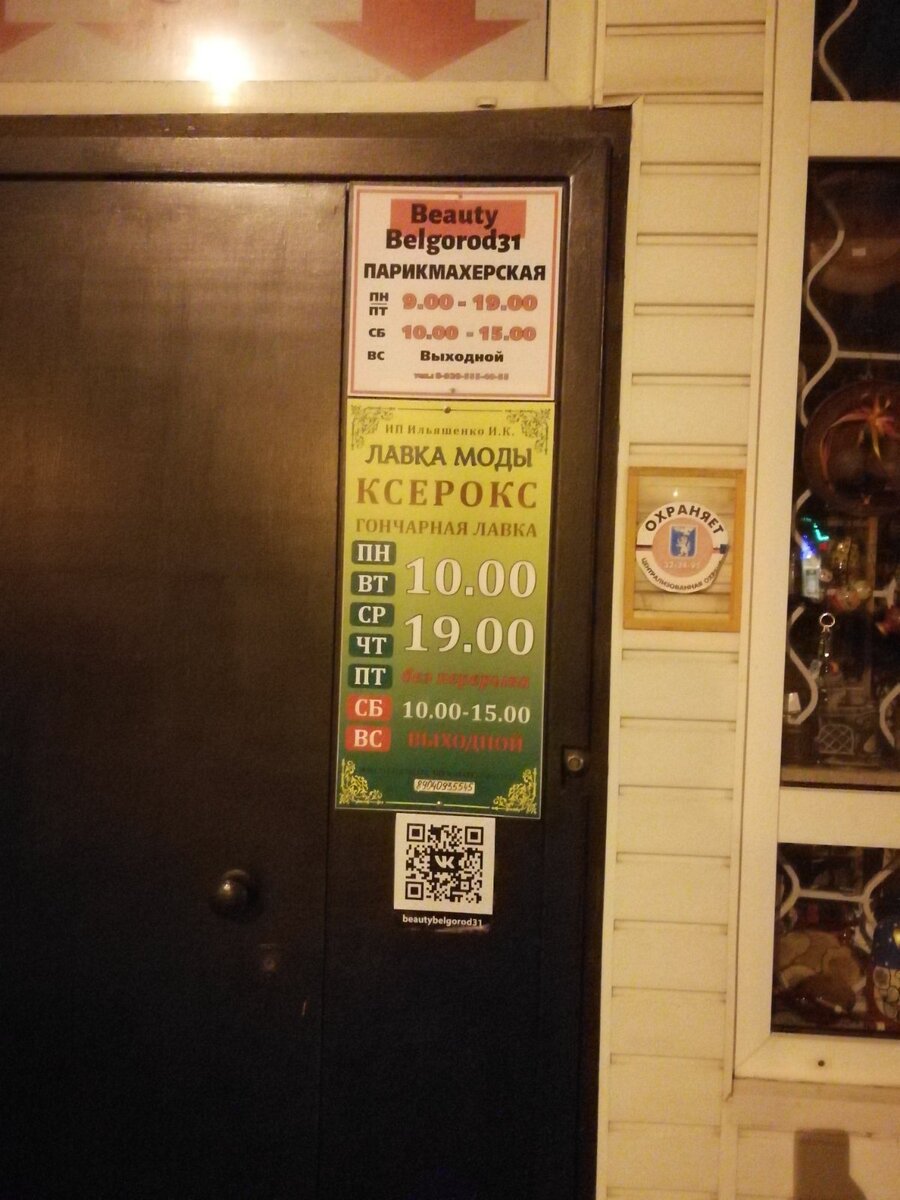 Beauty
Belgorod31
ПАРИКМАХЕРСКАЯ
ПН
ПТ
9.00 - 19.00
СБ 10.00 - 15.00
ВС Выходной
ИП Ильяшенко И.К.
ЛАВКА МОДЫ
КСЕРОКС
ГОНЧАРНАЯ ЛАВКА
ПН
ВТ
СР
ЧТ
ПТ
10.00
19.00
без перерыва
СБ 10.00-15.00
ВС ВЫХОДНОЙ
89040955545
beautybelgorod31
ОХРАНЯЕТ
ЦЕНТРАЛИЗОВАННАЯ